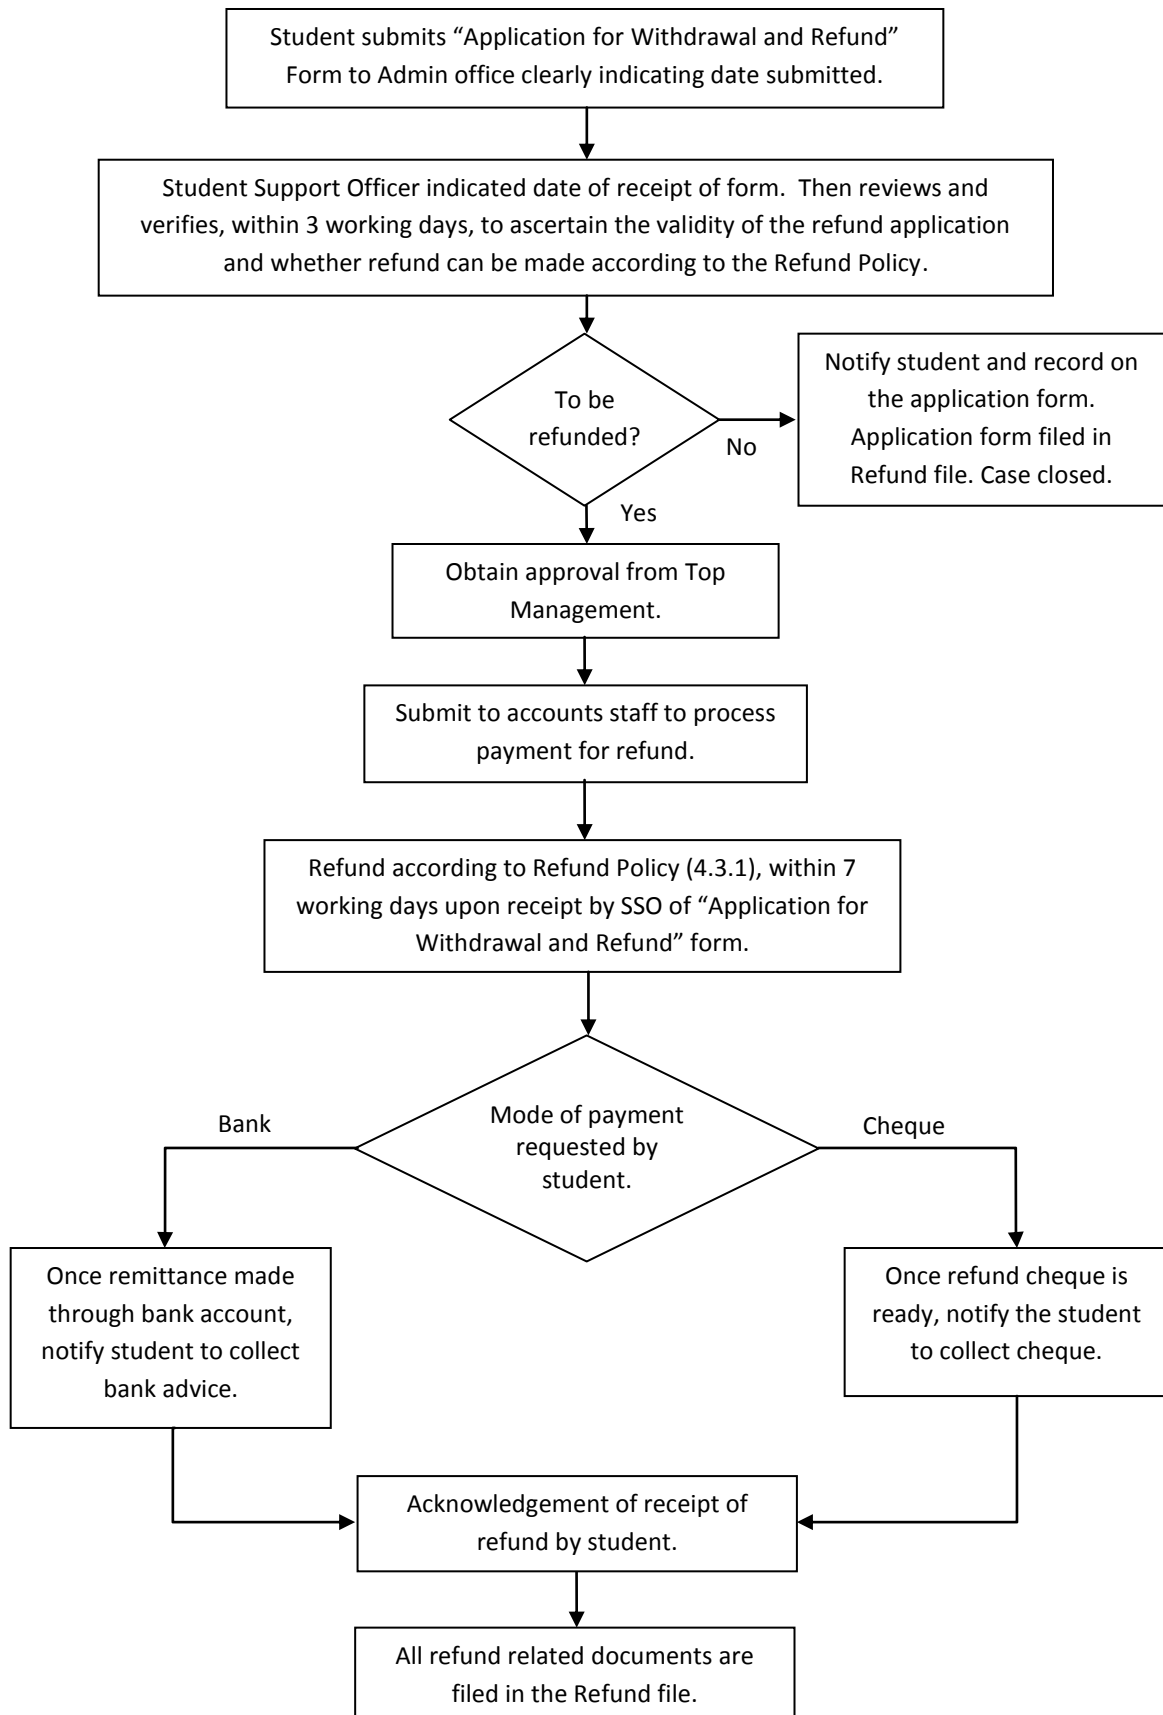 Student submits “Application for Withdrawal and Refund”
Form to Admin office clearly indicating date submitted.
Student Support Officer indicated date of receipt of form.  Then reviews and
verifies, within 3 working days, to ascertain the validity of the refund application
and whether refund can be made according to the Refund Policy.
To be
refunded?
No
Notify student and record on
the application form.
Application form filed in
Refund file. Case closed.
Yes
Obtain approval from Top
Management.
Submit to accounts staff to process
payment for refund.
Refund according to Refund Policy (4.3.1), within 7
working days upon receipt by SSO of “Application for
Withdrawal and Refund” form.
Mode of payment
requested by
student.
Bank
Cheque
Once remittance made
through bank account,
notify student to collect
bank advice.
Once refund cheque is
ready, notify the student
to collect cheque.
Acknowledgement of receipt of
refund by student.
All refund related documents are
filed in the Refund file.